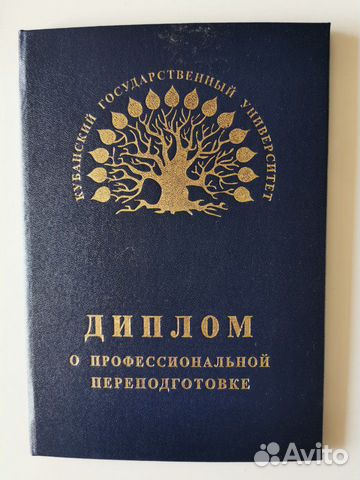 КУБАНСКИЙ ГОСУДАРСТВЕННЫЙ УНИВЕРСИТЕТ
ДИПЛОМ
О ПРОФЕССИОНАЛЬНОЙ
ПЕРЕПОДГОТОВКЕ
Avito